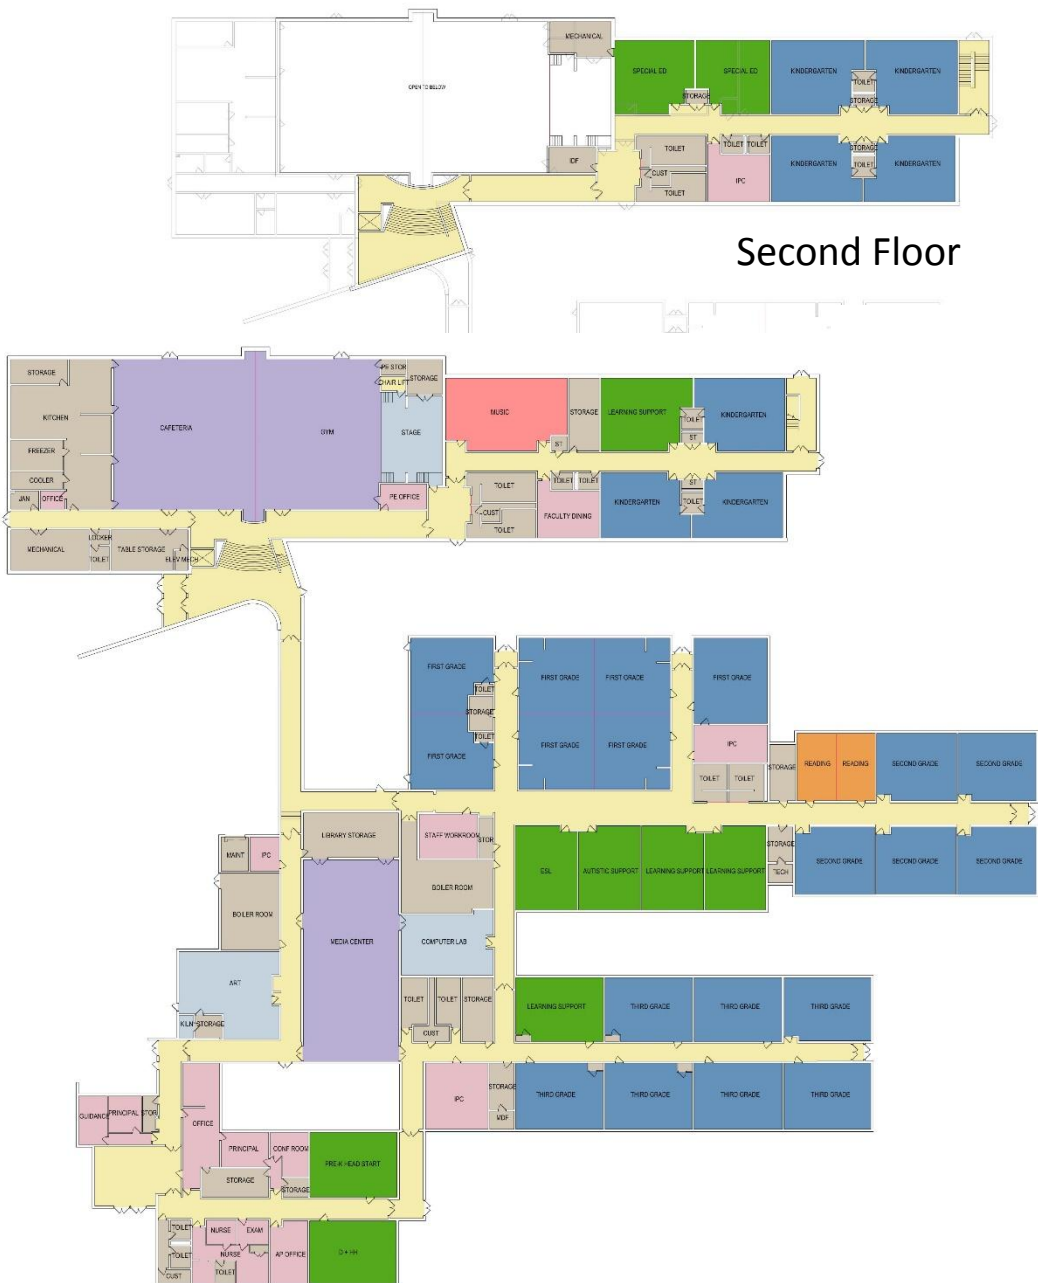 MECHANICAL
SPECIAL ED
SPECIAL ED
KINDERGARTEN
KINDERGARTEN
OPEN TO BELOW
TOILET
STORAGE
STORAGE
STORAGE
TOILET
TOILET
TOILET
IDF
TOILET
KINDERGARTEN
KINDERGARTEN
CUST
IPC
TOILET
Second Floor
STORAGE
PE STOR
STORAGE
CHAIR LIFT
KITCHEN
CAFETERIA
GYM
STAGE
MUSIC
STORAGE
LEARNING SUPPORT
TOILET
KINDERGARTEN
ST
ST
FREEZER
COOLER
JAN
OFFICE
PE OFFICE
TOILET
TOILET
TOILET
ST
KINDERGARTEN
TOILET
KINDERGARTEN
CUST
TOILET
FACULTY DINING
LOCKER
MECHANICAL
TOILET
TABLE STORAGE
ELEV MECH
FIRST GRADE
FIRST GRADE
FIRST GRADE
FIRST GRADE
TOILET
STORAGE
TOILET
FIRST GRADE
FIRST GRADE
FIRST GRADE
IPC
TOILET
TOILET
STORAGE
READING
READING
SECOND GRADE
SECOND GRADE
LIBRARY STORAGE
STAFF WORKROOM
STOR
MAINT
IPC
BOILER ROOM
ESL
AUTISTIC SUPPORT
LEARNING SUPPORT
LEARNING SUPPORT
STORAGE
TECH
SECOND GRADE
SECOND GRADE
SECOND GRADE
BOILER ROOM
MEDIA CENTER
COMPUTER LAB
ART
KILN
STORAGE
TOILET
TOILET
STORAGE
CUST
LEARNING SUPPORT
THIRD GRADE
THIRD GRADE
THIRD GRADE
IPC
STORAGE
MDF
THIRD GRADE
THIRD GRADE
THIRD GRADE
THIRD GRADE
GUIDANCE
PRINCIPAL
STOR
OFFICE
PRINCIPAL
CONF ROOM
PRE-K HEAD START
STORAGE
STORAGE
TOILET
NURSE
EXAM
TOILET
NURSE
AP OFFICE
D + HH
CUST
TOILET